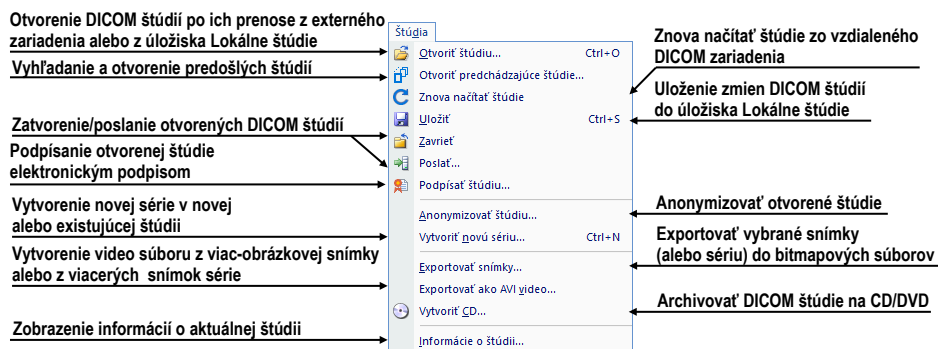 Otvorenie DICOM štúdií po ich prenose z externého
zariadenia alebo z úložiska Lokálne štúdie
Vyhľadanie a otvorenie predošlých štúdií
Zatvorenie/poslanie otvorených DICOM štúdií
Podpísanie otvorenej štúdie
elektronickým podpisom
Vytvorenie novej série v novej
alebo existujúcej štúdii
Vytvorenie video súboru z viac-obrázkovej snímky
alebo z viacerých snímok série
Zobrazenie informácií o aktuálnej štúdii
Štúdia
Otvoriť štúdiu... Ctrl+O
Otvoriť predchádzajúce štúdie...
Znova načítať štúdie
Uložiť Ctrl+S
Zavrieť
Poslať...
Podpísať štúdiu...
Anonymizovať štúdiu...
Vytvoriť novú sériu... Ctrl+N
Exportovať snímky...
Exportovať ako AVI video...
Vytvoriť CD...
Informácie o štúdii...
Znova načítať štúdie zo vzdialeného
DICOM zariadenia
Uloženie zmien DICOM štúdií
do úložiska Lokálne štúdie
Anonymizovať otvorené štúdie
Exportovať vybrané snímky
(alebo sériu) do bitmapových súborov
Archivovať DICOM štúdie na CD/DVD